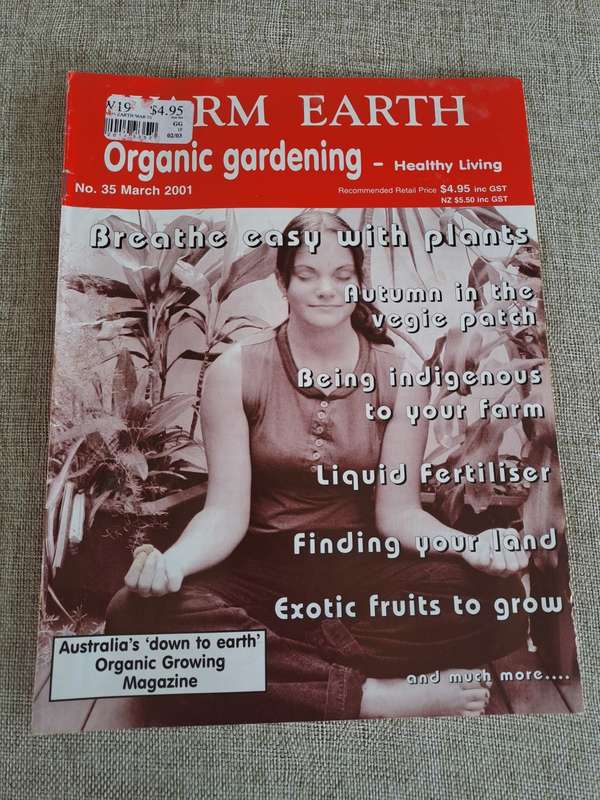 ARM EARTH
$4.95
GG
02/03
Organic gardening - Healthy Living
No. 35 March 2001
Recommended Retail Price $4.95 inc GST
NZ $5.50 inc GST
Breathe easy with plants
Autumn in the
vegie patch
Being indigenous
to your farm
Liquid Fertiliser
Finding your land
Exotic fruits to grow
Australia's 'down to earth'
Organic Growing
Magazine
and much more....